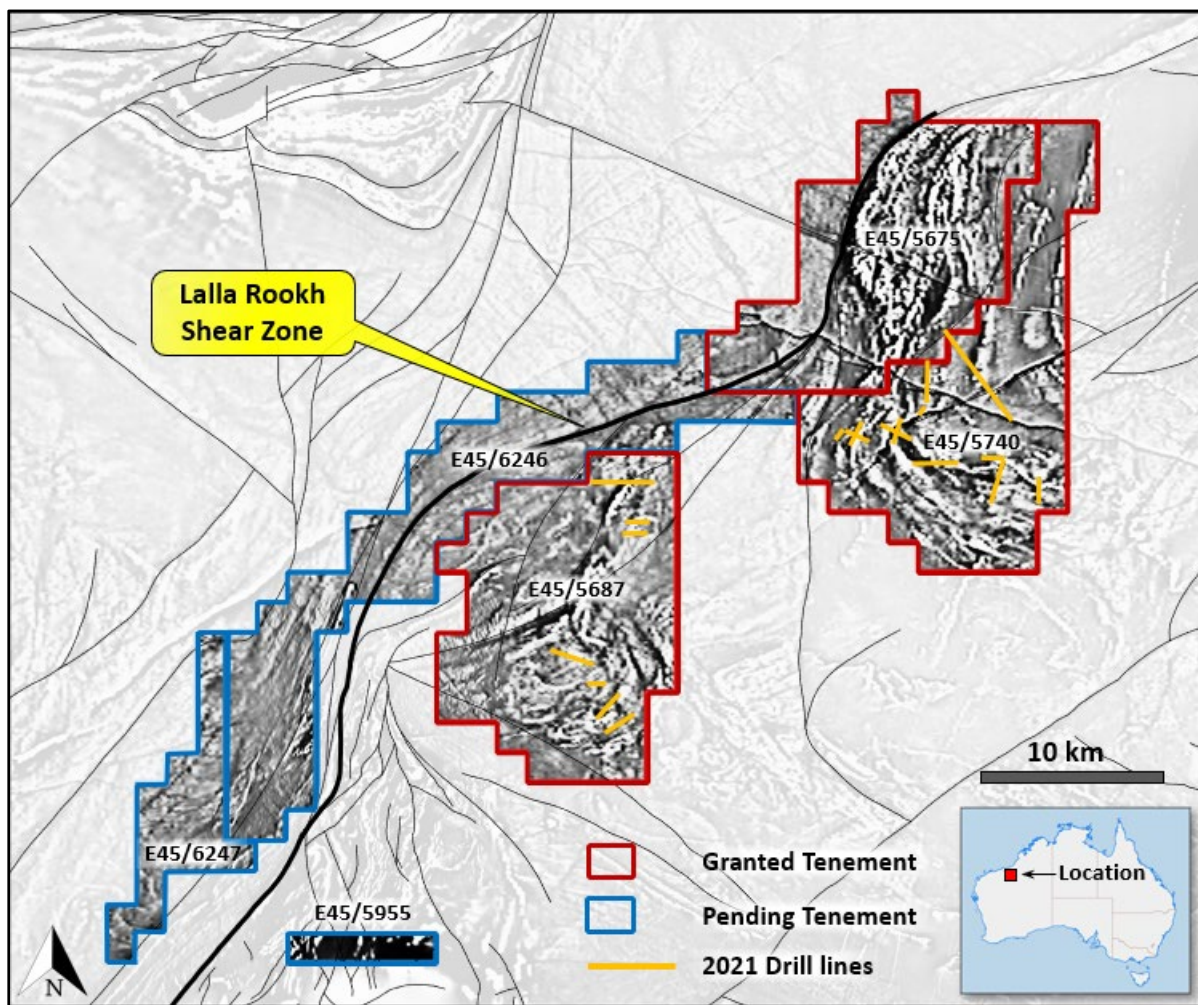 E45/5675
Lalla Rookh
Shear Zone
E45/5740
E45/6246
E45/5687
10 km
E45/6247
E45/5955
Granted Tenement
Pending Tenement
2021 Drill lines
Location
N